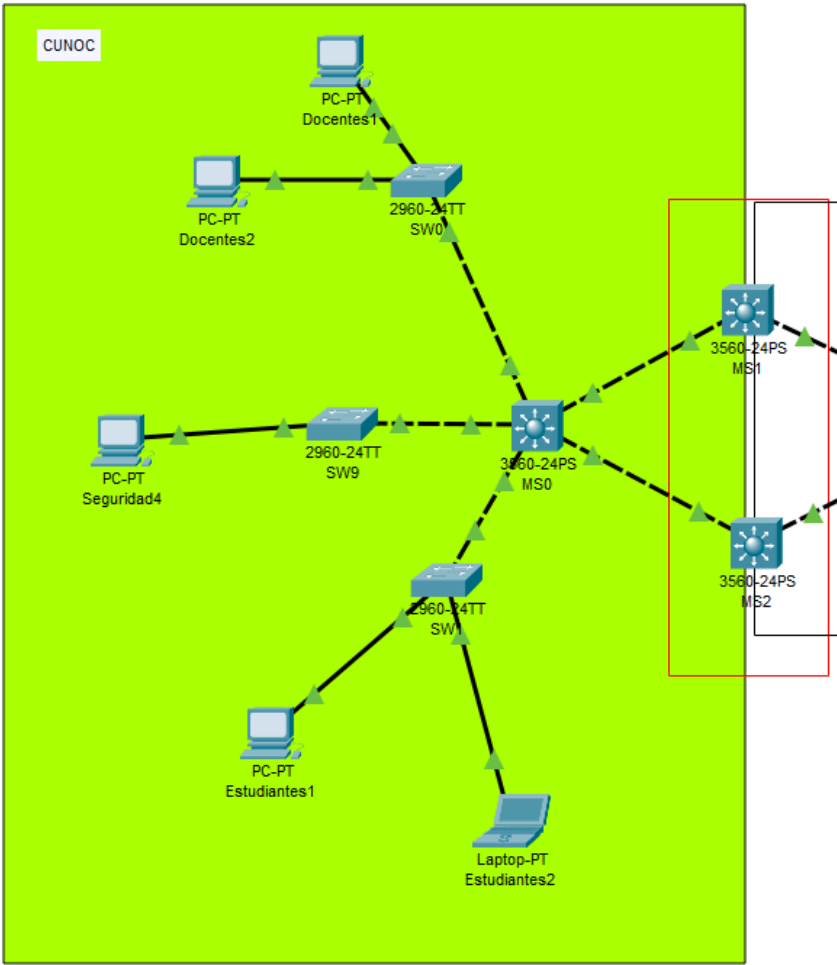 CUNOC
PC-PT
Docentes1
PC-PT
Docentes2
2960-24TT
SW0
3560-24PS
MS1
2960-24TT
SW9
3560-24PS
MS0
PC-PT
Seguridad4
3560-24PS
MS2
2960-24TT
SW1
PC-PT
Estudiantes1
Laptop-PT
Estudiantes2